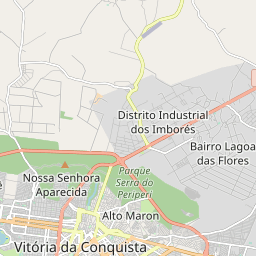 Distrito Industrial
dos Imborés
Bairro Lagoa
das Flores
Nossa Senhora
Aparecida
Parque
Serra do
Periperi
Alto Maron
Vitória da Conquista